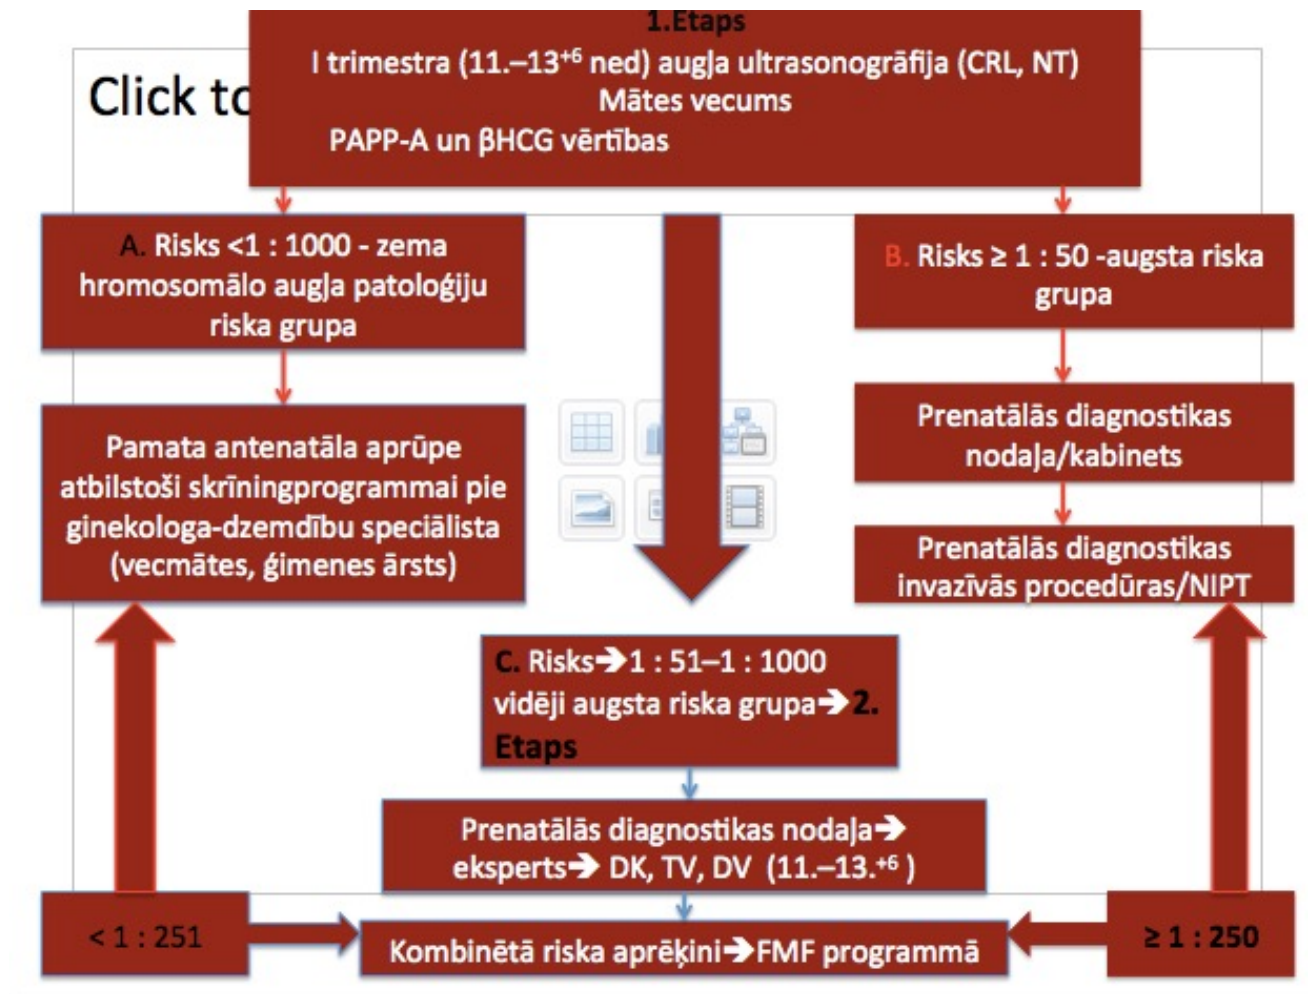 1.Etaps
I trimestra (11.–13+6 ned) augļa ultrasonogrāfija (CRL, NT)
Mātes vecums
PAPP-A un βHCG vērtības
Click to
A. Risks <1 : 1000 - zema
hromosomālo augļa patoloģiju
riska grupa
B. Risks ≥ 1 : 50 -augsta riska
grupa
Pamata antenatāla aprūpe
atbilstoši skrīningprogrammai pie
ginekologa-dzemdību speciālista
(vecmātes, ģimenes ārsts)
Prenatālās diagnostikas
nodaļa/kabinets
Prenatālās diagnostikas
invazīvās procedūras/NIPT
C. Risks➔1 : 51–1 : 1000
vidēji augsta riska grupa➔2.
Etaps
Prenatālās diagnostikas nodaļa➔
eksperts➔ DK, TV, DV (11.–13.+6 )
< 1 : 251
Kombinētā riska aprēķini➔FMF programmā
≥ 1 : 250